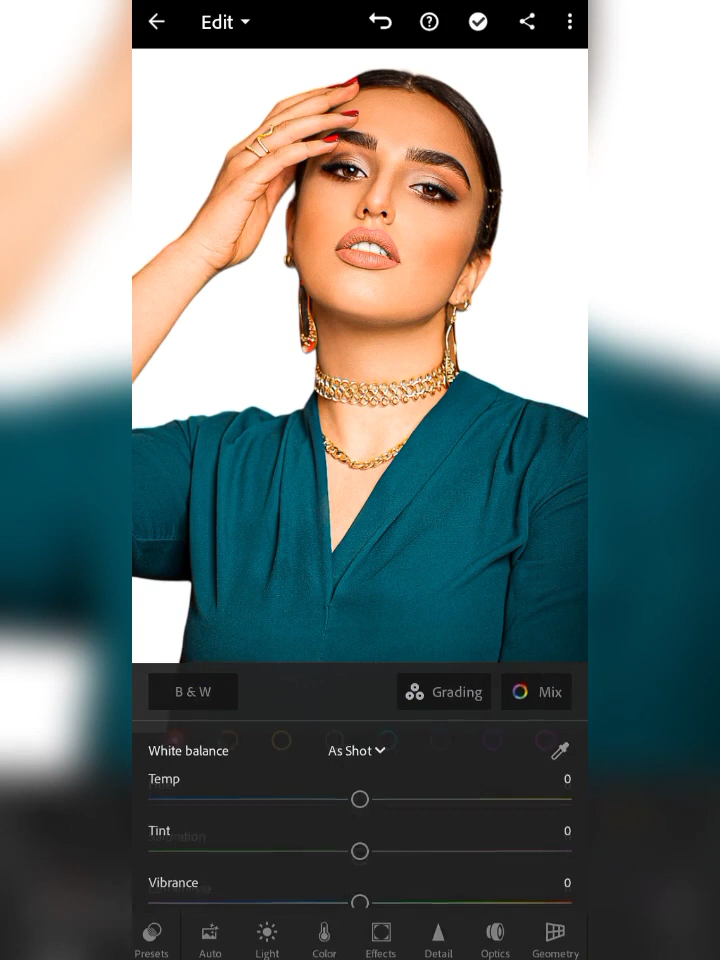 Edit
B & W
Grading
Mix
White balance
As Shot
Temp
0
Tint
0
Vibrance
0
Presets
Auto
Light
Color
Effects
Detail
Optics
Geometry